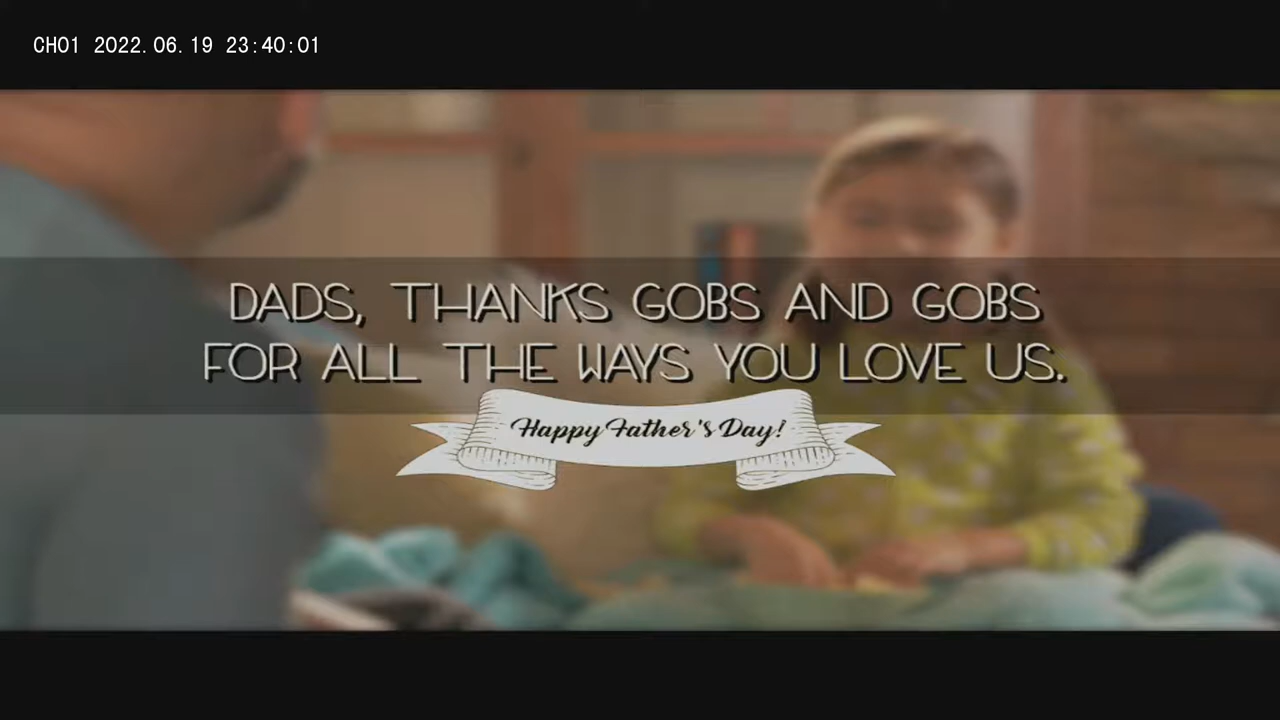 CH01 2022.06.19 23:40:01
DADS, THANKS GOBS AND GOBS
FOR ALL THE WAYS YOU LOVE US.
Happy Father's Day!